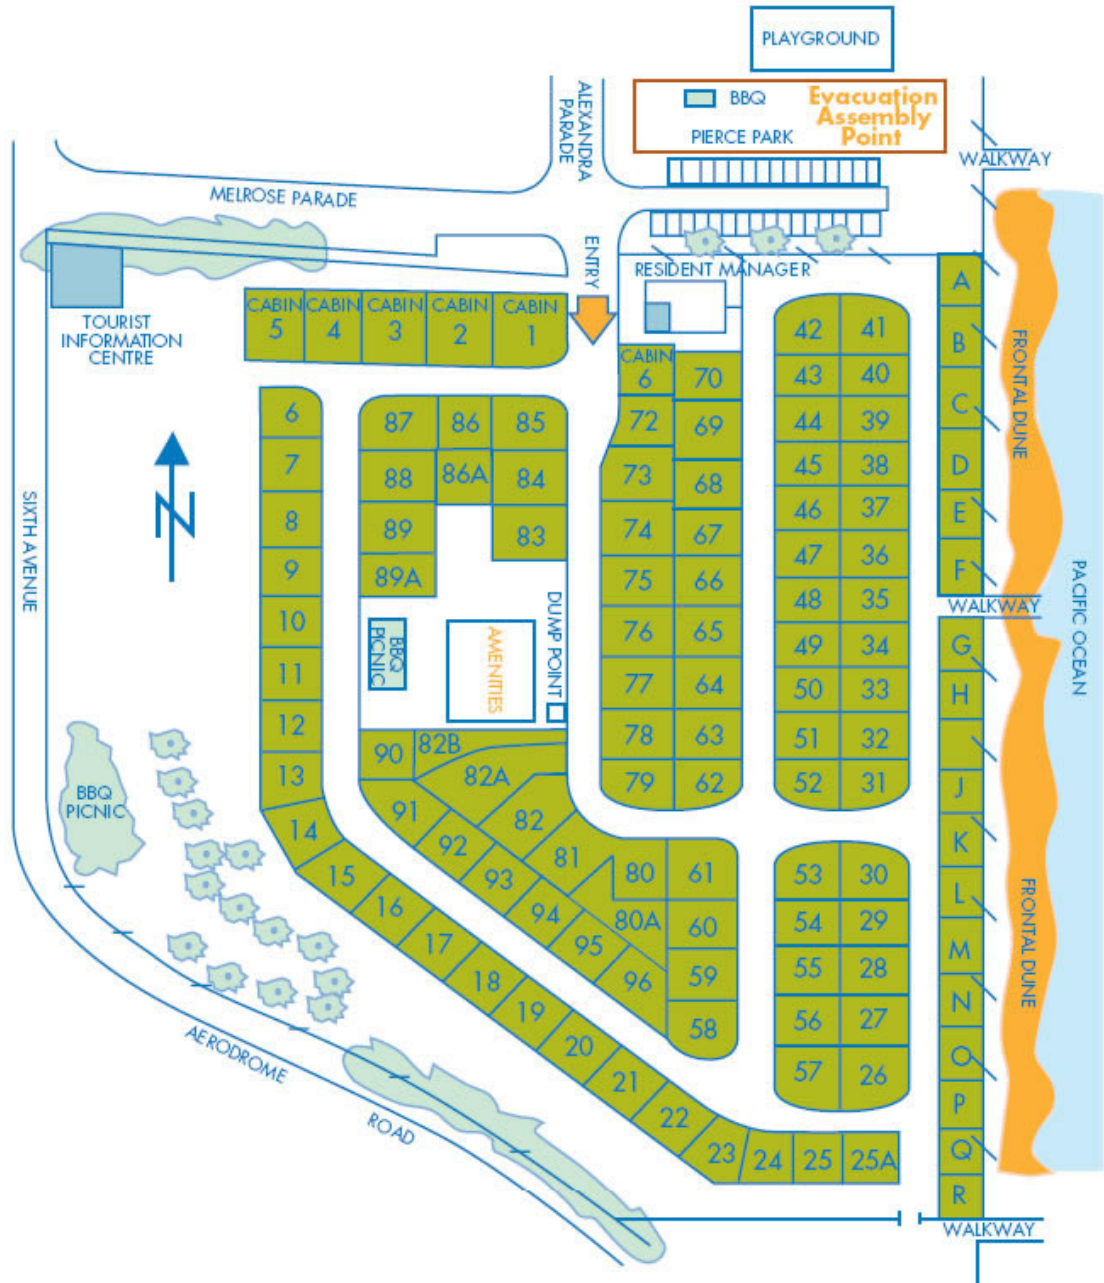 PLAYGROUND
ALEXANDRA
PARADE
BBQ
Evacuation
Assembly
Point
PIERCE PARK
WALKWAY
MELROSE PARADE
ENTRY
RESIDENT MANAGER
TOURIST
INFORMATION
CENTRE
CABIN
5
CABIN
4
CABIN
3
CABIN
2
CABIN
1
CABIN
6
70
72
69
73
68
74
67
75
66
76
65
77
64
78
63
79
62
42
41
43
40
44
39
45
38
46
37
47
36
48
35
49
34
50
33
51
32
52
31
A
B
C
D
E
F
WALKWAY
G
H
J
K
L
M
N
O
P
Q
R
WALKWAY
FRONTAL DUNE
FRONTAL DUNE
PACIFIC OCEAN
SIXTH AVENUE
N
6
7
8
9
10
11
12
13
14
15
16
17
18
19
20
21
22
23
24
25
25A
87
86
85
88
86A
84
89
83
89A
BBQ
PICNIC
AMENITIES
DUMP POINT
90
82B
82A
91
82
92
81
93
80
61
94
80A
60
95
59
96
58
53
30
54
29
55
28
56
27
57
26
BBQ
PICNIC
AERODROME
ROAD